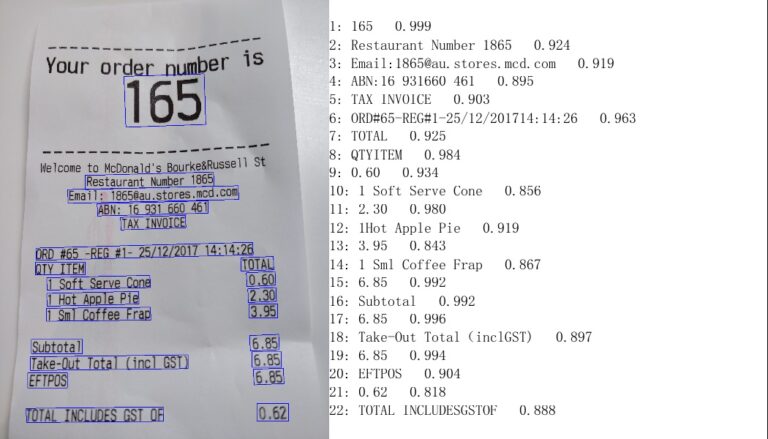 Your order number is
165
Welcome to McDonald's Bourke&Russell St
Restaurant Number 1865
Email: 1865@au.stores.mcd.com
ABN: 16 931 660 461
TAX INVOICE
ORD #65 -REG #1- 25/12/2017 14:14:26
QTY ITEM TOTAL
1 Soft Serve Cone 0.60
1 Hot Apple Pie 2.30
1 Sml Coffee Frap 3.95
Subtotal 6.85
Take-Out Total (incl GST) 6.85
EFTPOS 6.85
TOTAL INCLUDES GST OF 0.62
1: 165 0.999
2: Restaurant Number 1865 0.924
3: Email:1865@au.stores.mcd.com 0.919
4: ABN:16 931660 461 0.895
5: TAX INVOICE 0.903
6: ORD#65-REG#1-25/12/201714:14:26 0.963
7: TOTAL 0.925
8: QTYITEM 0.984
9: 0.60 0.934
10: 1 Soft Serve Cone 0.856
11: 2.30 0.980
12: 1Hot Apple Pie 0.919
13: 3.95 0.843
14: 1 Sml Coffee Frap 0.867
15: 6.85 0.992
16: Subtotal 0.992
17: 6.85 0.996
18: Take-Out Total (inclGST) 0.897
19: 6.85 0.994
20: EFTPOS 0.904
21: 0.62 0.818
22: TOTAL INCLUDESGSTOF 0.888